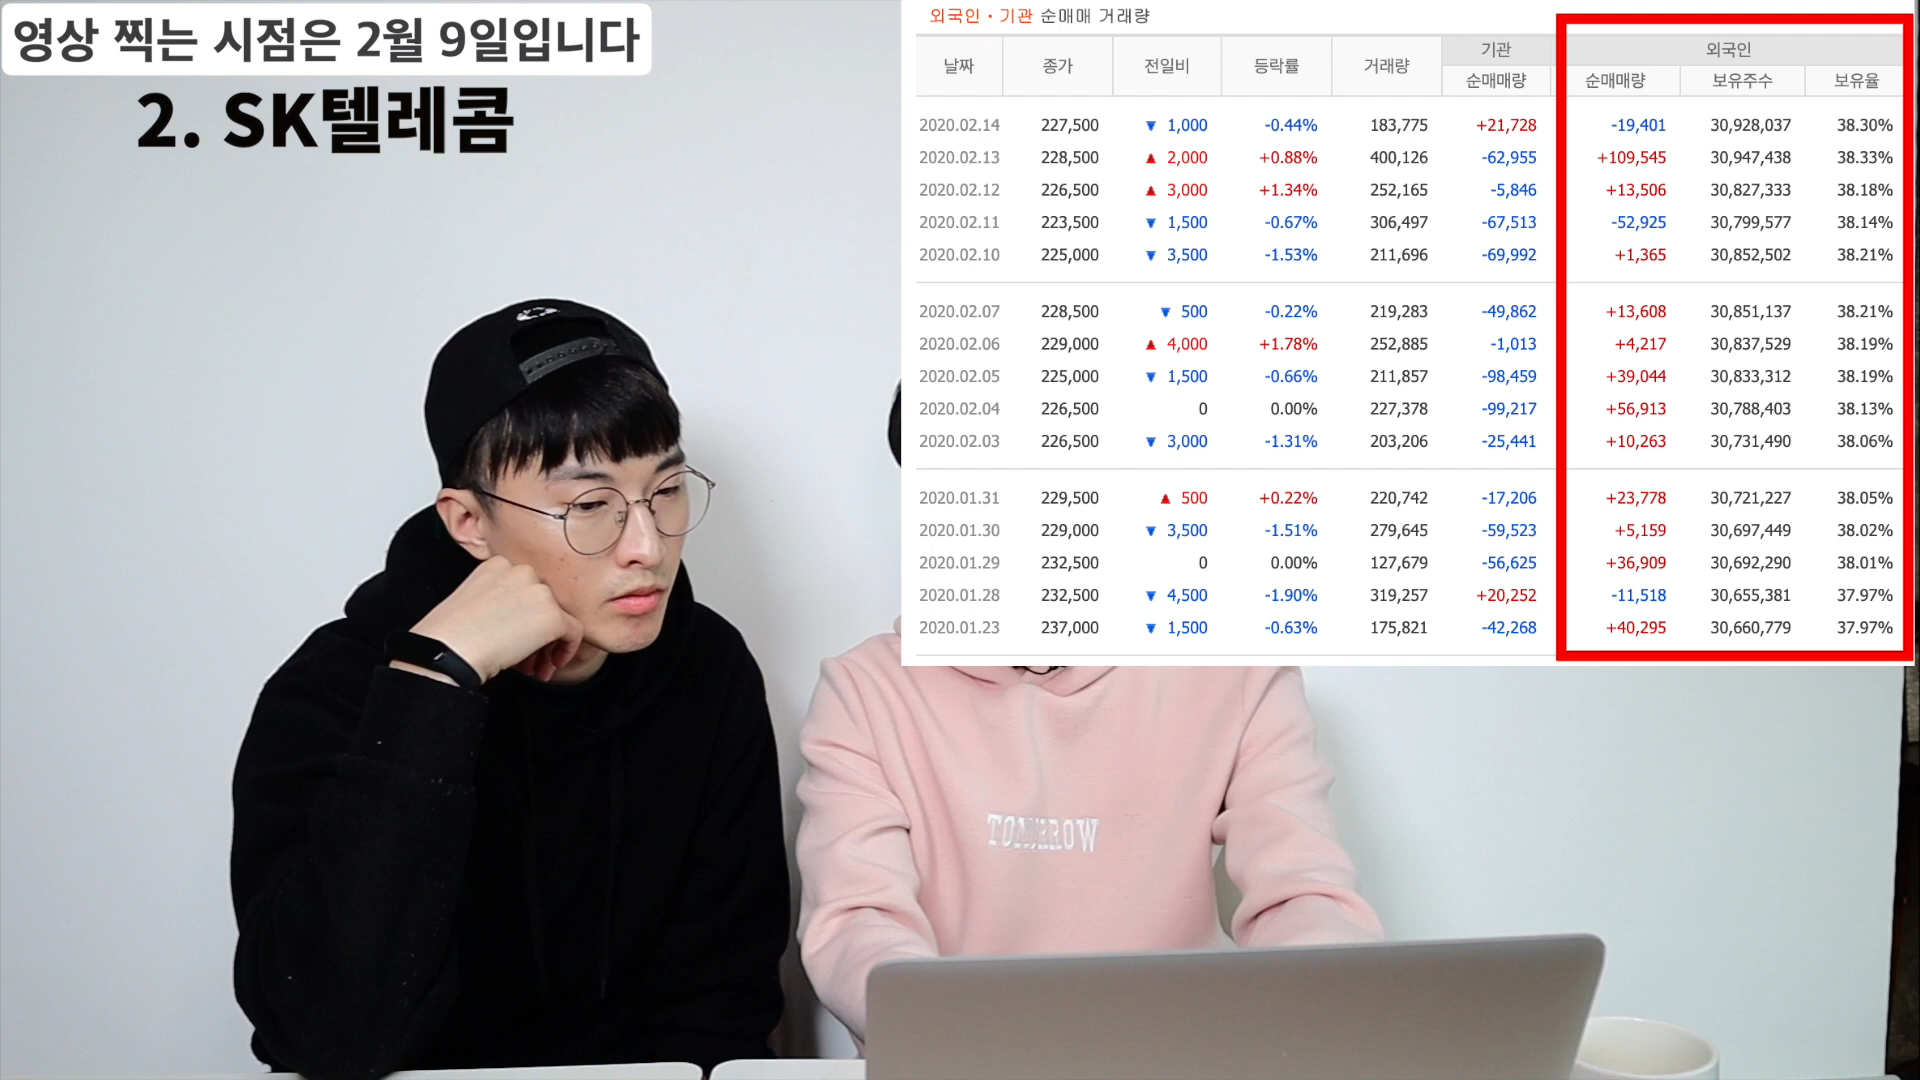 영상 찍는 시점은 2월 9일입니다
2. SK텔레콤
외국인・기관 순매매 거래량
날짜 종가 전일비 등락률 거래량 기관 외국인
순매매량 순매매량 보유주수 보유율
2020.02.14 227,500 ▼ 1,000 -0.44% 183,775 +21,728 -19,401 30,928,037 38.30%
2020.02.13 228,500 ▲ 2,000 +0.88% 400,126 -62,955 +109,545 30,947,438 38.33%
2020.02.12 226,500 ▲ 3,000 +1.34% 252,165 -5,846 +13,506 30,827,333 38.18%
2020.02.11 223,500 ▼ 1,500 -0.67% 306,497 -67,513 -52,925 30,799,577 38.14%
2020.02.10 225,000 ▼ 3,500 -1.53% 211,696 -69,992 +1,365 30,852,502 38.21%
2020.02.07 228,500 ▼ 500 -0.22% 219,283 -49,862 +13,608 30,851,137 38.21%
2020.02.06 229,000 ▲ 4,000 +1.78% 252,885 -1,013 +4,217 30,837,529 38.19%
2020.02.05 225,000 ▼ 1,500 -0.66% 211,857 -98,459 +39,044 30,833,312 38.19%
2020.02.04 226,500 0 0.00% 227,378 -99,217 +56,913 30,788,403 38.13%
2020.02.03 226,500 ▼ 3,000 -1.31% 203,206 -25,441 +10,263 30,731,490 38.06%
2020.01.31 229,500 ▲ 500 +0.22% 220,742 -17,206 +23,778 30,721,227 38.05%
2020.01.30 229,000 ▼ 3,500 -1.51% 279,645 -59,523 +5,159 30,697,449 38.02%
2020.01.29 232,500 0 0.00% 127,679 -56,625 +36,909 30,692,290 38.01%
2020.01.28 232,500 ▼ 4,500 -1.90% 319,257 +20,252 -11,518 30,655,381 37.97%
2020.01.23 237,000 ▼ 1,500 -0.63% 175,821 -42,268 +40,295 30,660,779 37.97%
TOMORROW